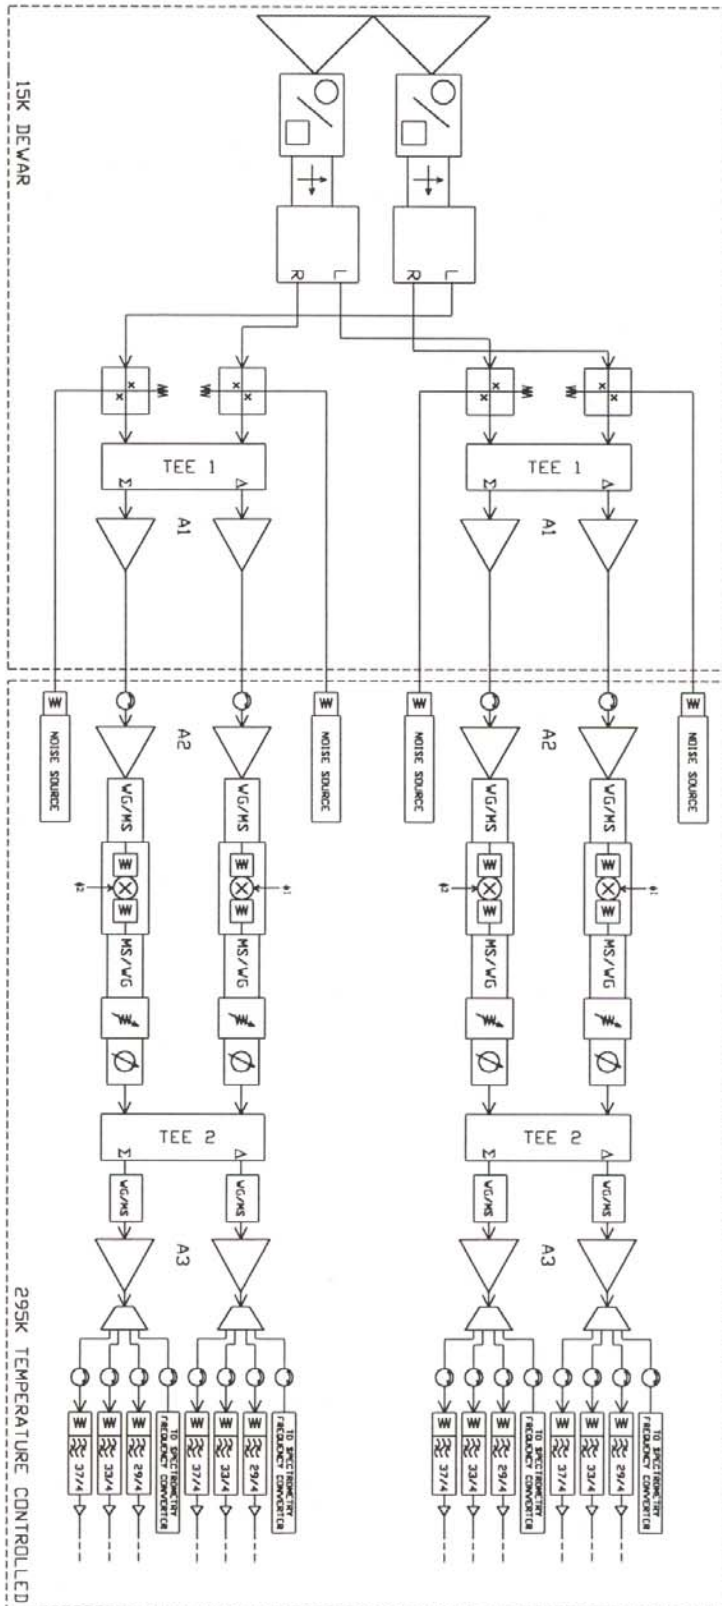 15K DEWAR
R
L
R
L
TEE 1
TEE 1
Σ
Δ
Σ
Δ
A1
A1
A2
A2
NOISE SOURCE
NOISE SOURCE
NOISE SOURCE
NOISE SOURCE
WG/MS
WG/MS
WG/MS
WG/MS
φ2
φ1
φ2
φ1
MS/WG
MS/WG
MS/WG
MS/WG
TEE 2
TEE 2
Σ
Δ
Σ
Δ
WG/MS
WG/MS
WG/MS
WG/MS
A3
A3
37/4
33/4
29/4
TO SPECTROMETRY
FREQUENCY CONVERTER
37/4
33/4
29/4
TO SPECTROMETRY
FREQUENCY CONVERTER
37/4
33/4
29/4
TO SPECTROMETRY
FREQUENCY CONVERTER
37/4
33/4
29/4
TO SPECTROMETRY
FREQUENCY CONVERTER
295K TEMPERATURE CONTROLLED